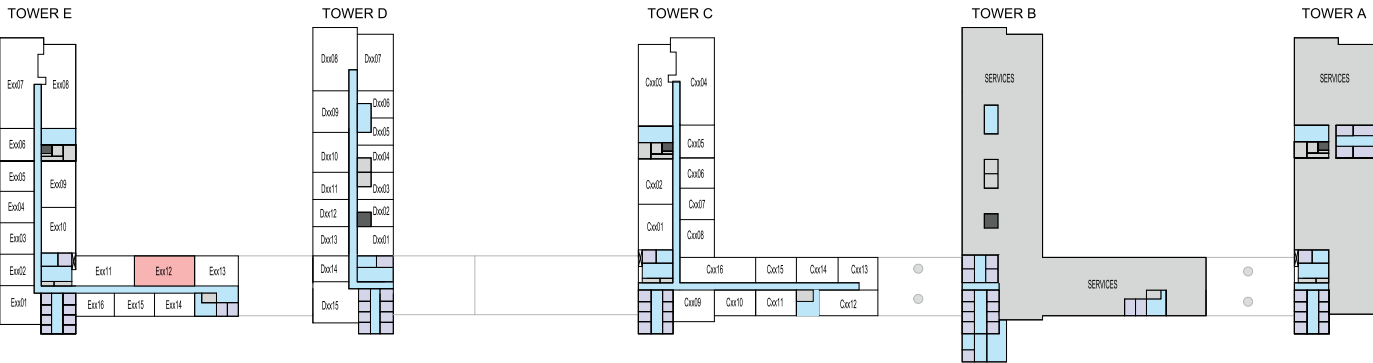 TOWER E
TOWER D
TOWER C
TOWER B
TOWER A
Exx07
Exx08
Exx06
Exx05
Exx09
Exx04
Exx10
Exx03
Exx02
Exx11
Exx12
Exx13
Exx01
Exx16
Exx15
Exx14
Dxx08
Dxx07
Dxx09
Dxx06
Dxx05
Dxx10
Dxx04
Dxx11
Dxx03
Dxx12
Dxx02
Dxx13
Dxx01
Dxx14
Dxx15
Cxx03
Cxx04
Cxx05
Cxx02
Cxx06
Cxx07
Cxx01
Cxx08
Cxx16
Cxx15
Cxx14
Cxx13
Cxx09
Cxx10
Cxx11
Cxx12
SERVICES
SERVICES
SERVICES